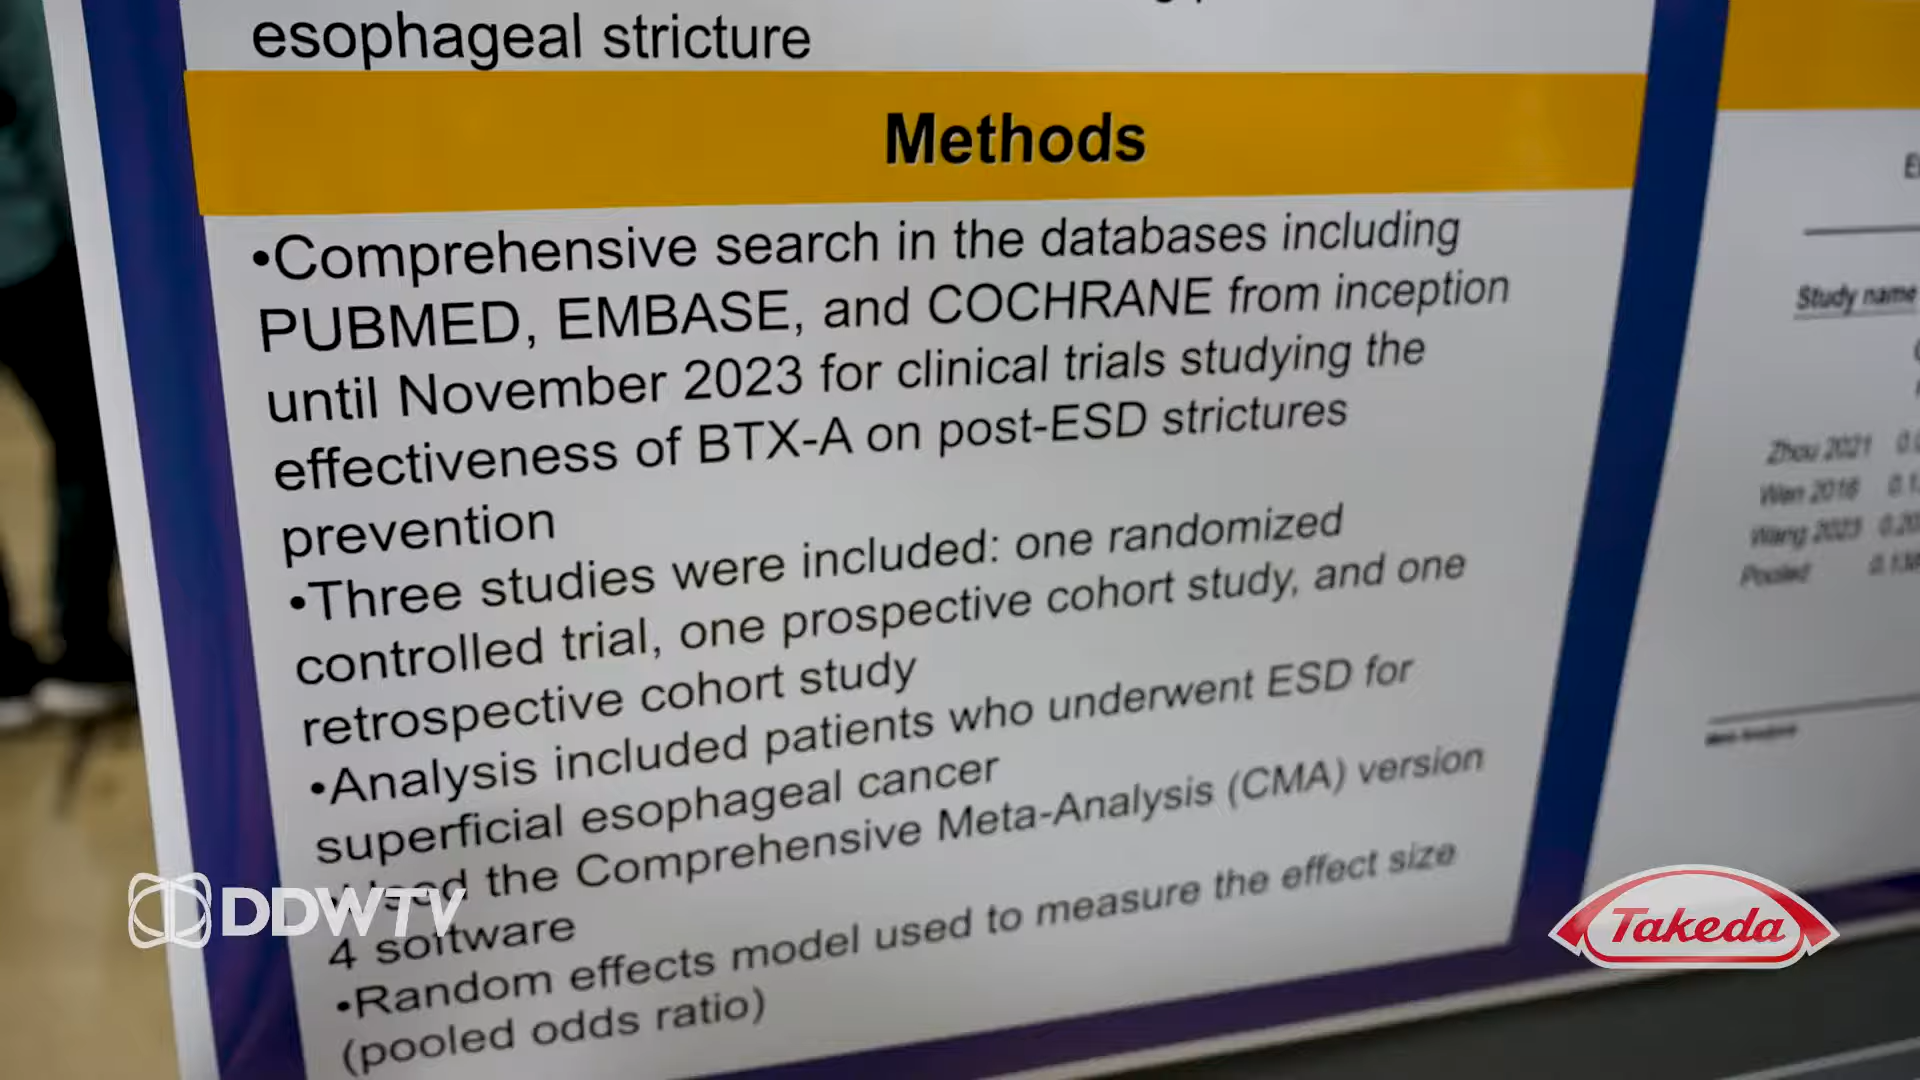 esophageal stricture
Methods
•Comprehensive search in the databases including
PUBMED, EMBASE, and COCHRANE from inception
until November 2023 for clinical trials studying the
effectiveness of BTX-A on post-ESD strictures
prevention
•Three studies were included: one randomized
controlled trial, one prospective cohort study, and one
retrospective cohort study
•Analysis included patients who underwent ESD for
superficial esophageal cancer
Used the Comprehensive Meta-Analysis (CMA) version
4 software
•Random effects model used to measure the effect size
(pooled odds ratio)
Study name
Zhou 2021
Wen 2016
Wang 2023
Pooled
DDWTV
Takeda